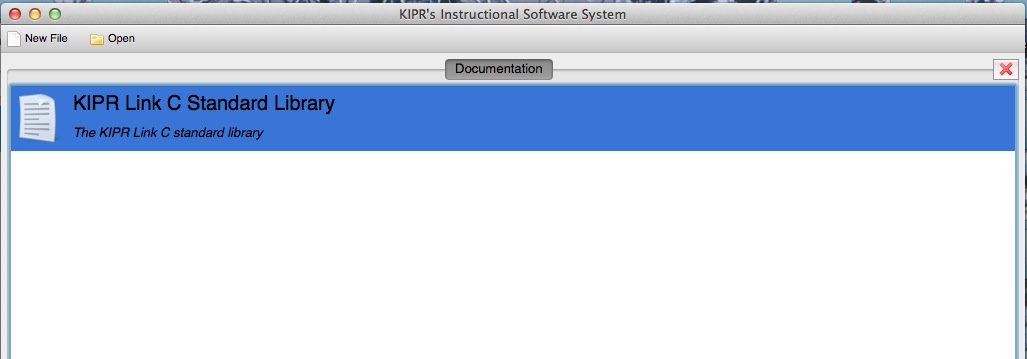 KIPR's Instructional Software System
New File Open
Documentation
KIPR Link C Standard Library
The KIPR Link C standard library